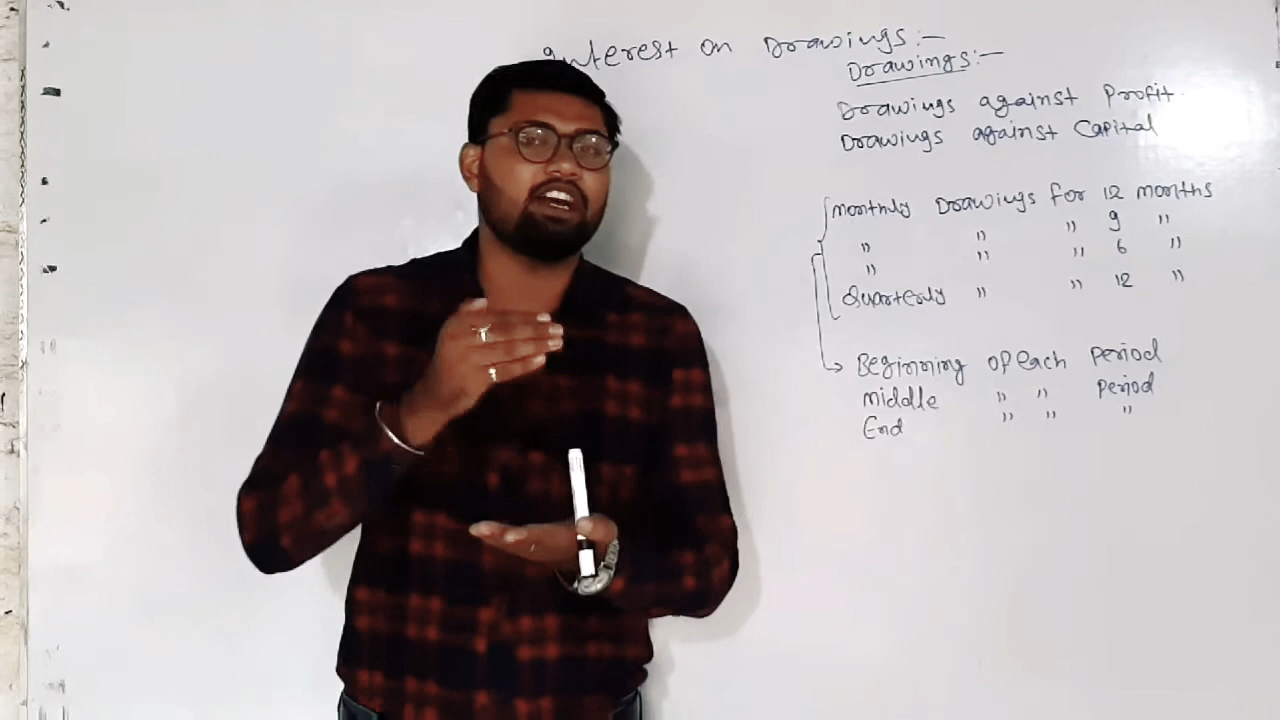 Interest on Drawings:-
Drawings:-
Drawings against Profit
Drawings against Capital
Monthly Drawings for 12 months
" " " 9 "
" " " 6 "
Quarterly " " 12 "
Beginning of each Period
Middle " " Period
End " " "